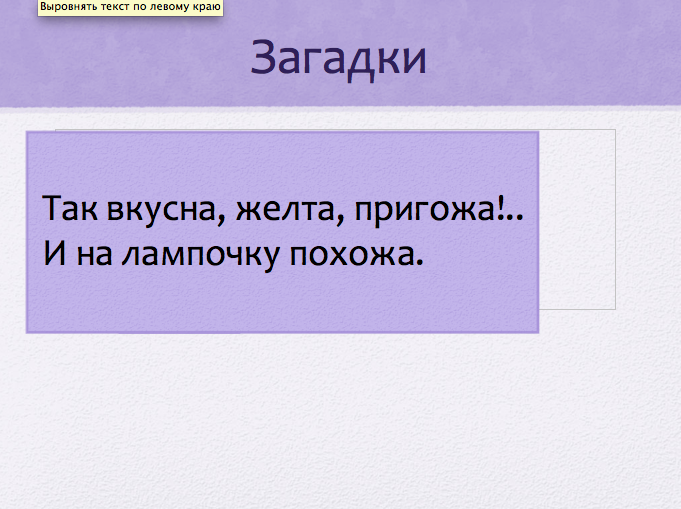 Выровнять текст по левому краю
Загадки
Так вкусна, желта, пригожа!..
И на лампочку похожа.